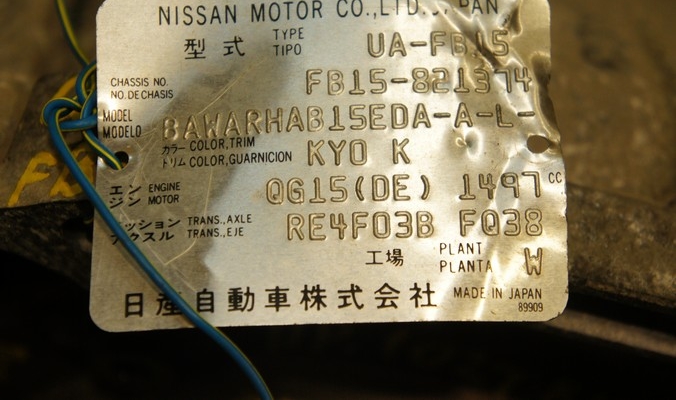 NISSAN MOTOR CO.,LTD., JAPAN
型式 TYPE TIPO UA-FB15
CHASSIS NO. NO. DE CHASIS FB15-821374
MODEL MODELO BAWARHAB15EDA-A-L-
カラー トリム COLOR,TRIM COLOR,GUARNICION KYO K
エンジン ENGINE MOTOR QG15(DE) 1497 CC
ミッション アクスル TRANS.,AXLE TRANS.,EJE RE4F03B FQ38
工場 PLANT PLANTA W
日産自動車株式会社 MADE IN JAPAN
89909